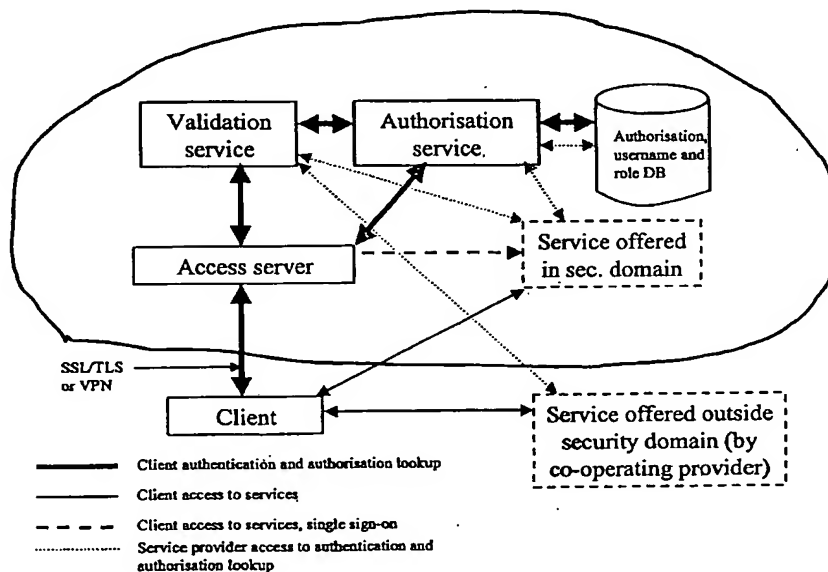 Validation
service
Authorisation
service.
Authorisation,
username and
role DB
Access server
Service offered
in sec. domain
SSL/TLS
or VPN
Client
Service offered outside
security domain (by
co-operating provider)
Client authentication and authorisation lookup
Client access to services
Client access to services, single sign-on
Service provider access to authentication and
authorisation lookup